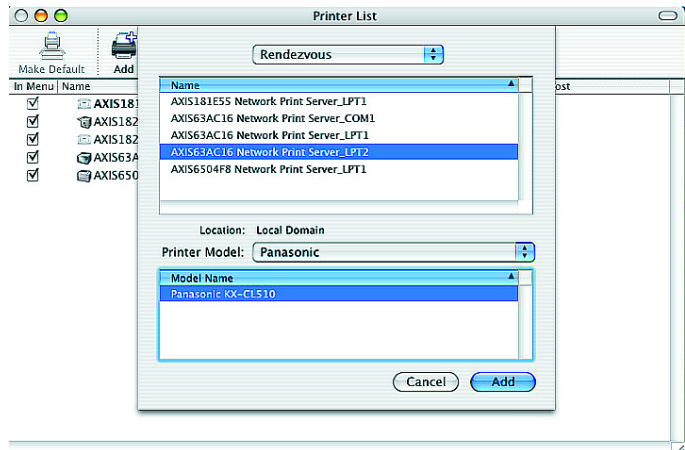 Printer List
Make Default
Add
Rendezvous
In Menu Name ost
AXIS181
AXIS182
AXIS182
AXIS63A
AXIS650
Name
AXIS181E55 Network Print Server_LPT1
AXIS63AC16 Network Print Server_COM1
AXIS63AC16 Network Print Server_LPT1
AXIS63AC16 Network Print Server_LPT2
AXIS6504F8 Network Print Server_LPT1
Location: Local Domain
Printer Model: Panasonic
Model Name
Panasonic KX-CL510
Cancel Add